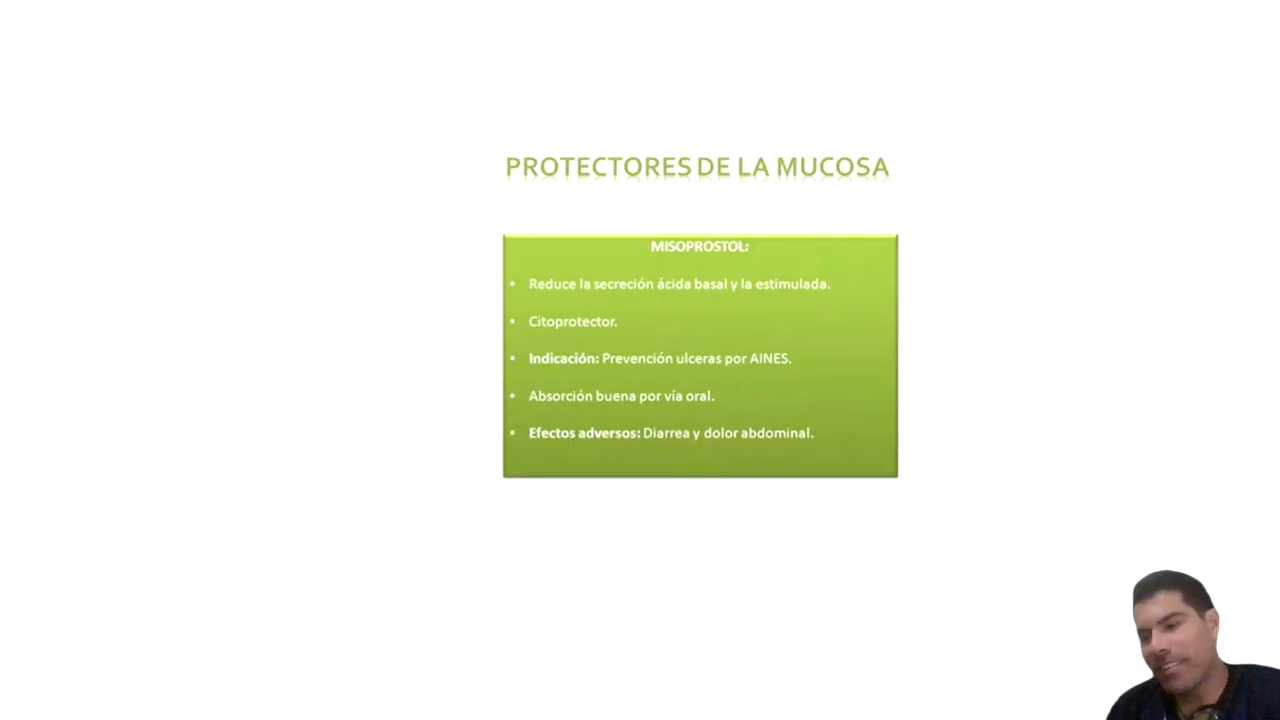 PROTECTORES DE LA MUCOSA
MISOPROSTOL:
• Reduce la secreción ácida basal y la estimulada.
• Citoprotector.
• Indicación: Prevención ulceras por AINES.
• Absorción buena por vía oral.
• Efectos adversos: Diarrea y dolor abdominal.